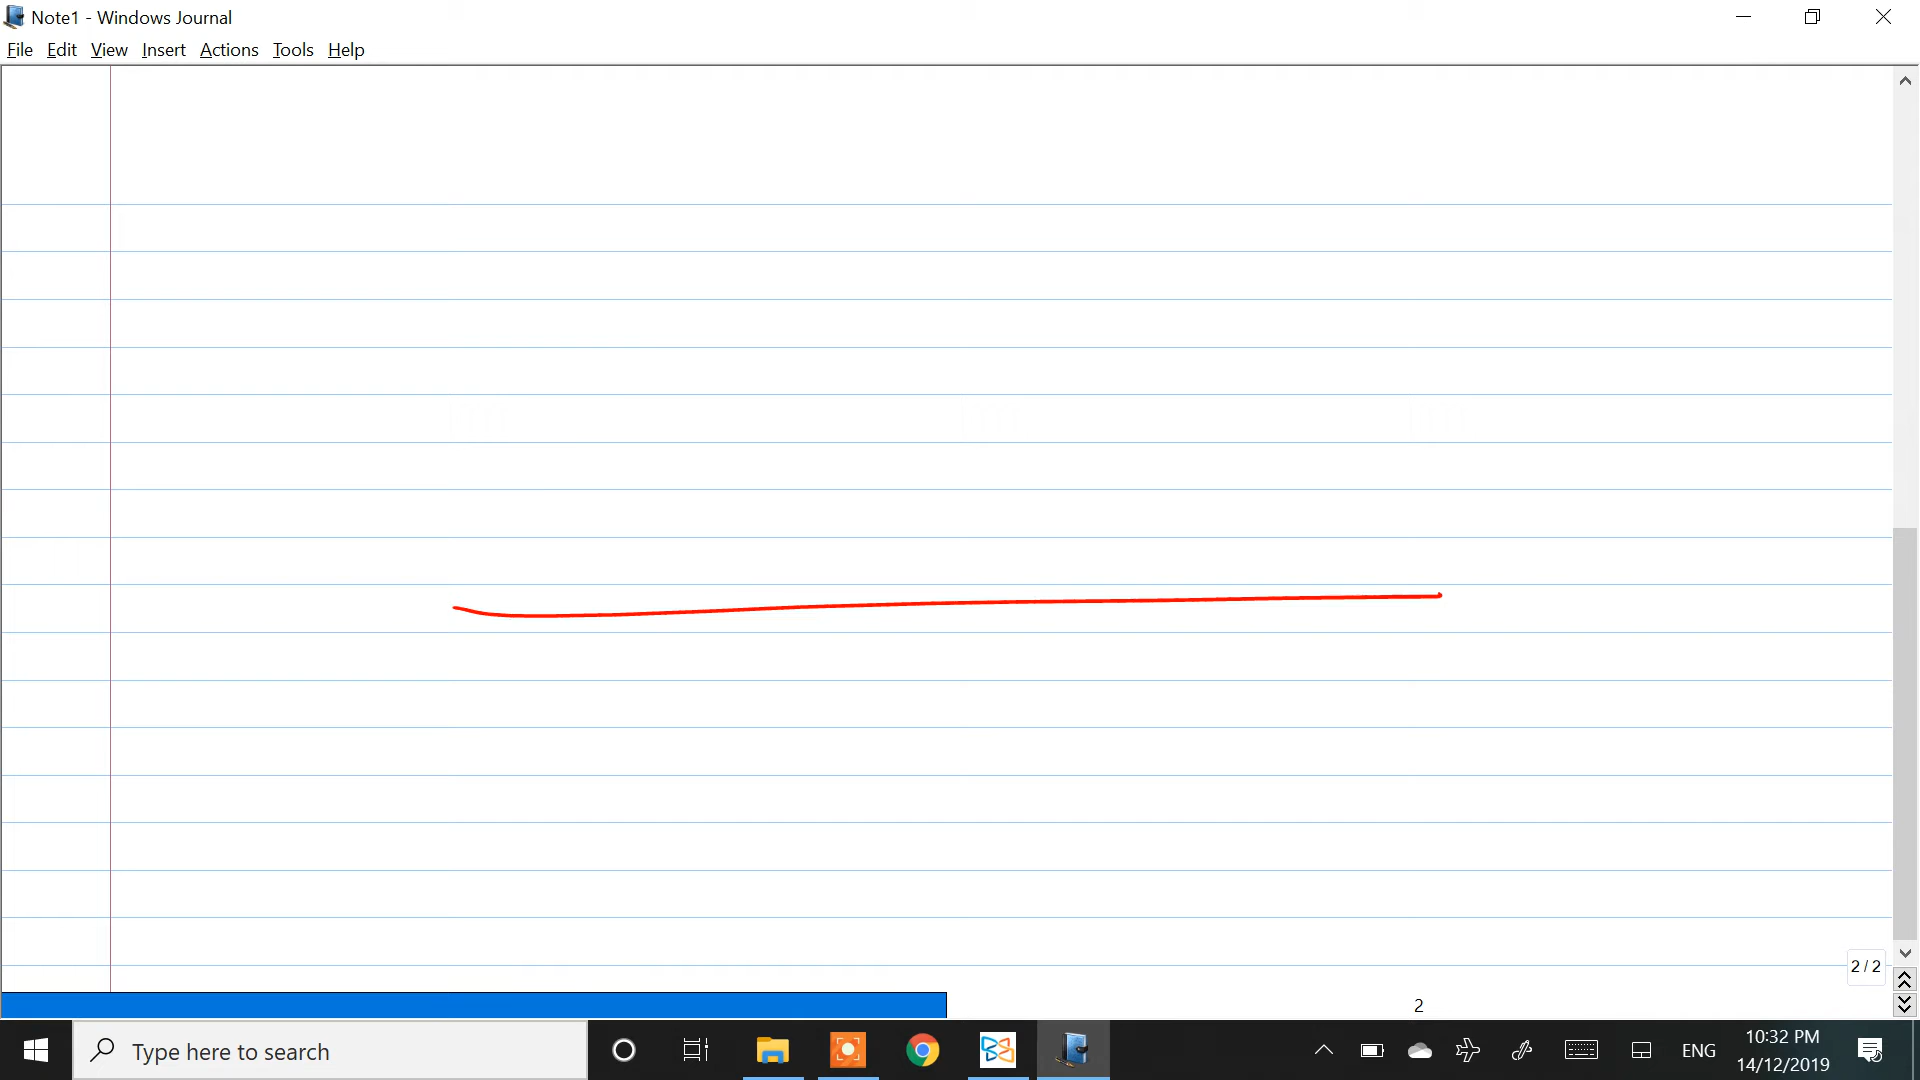 Note1 - Windows Journal
File Edit View Insert Actions Tools Help
2 / 2
2
Type here to search
ENG
10:32 PM
14/12/2019